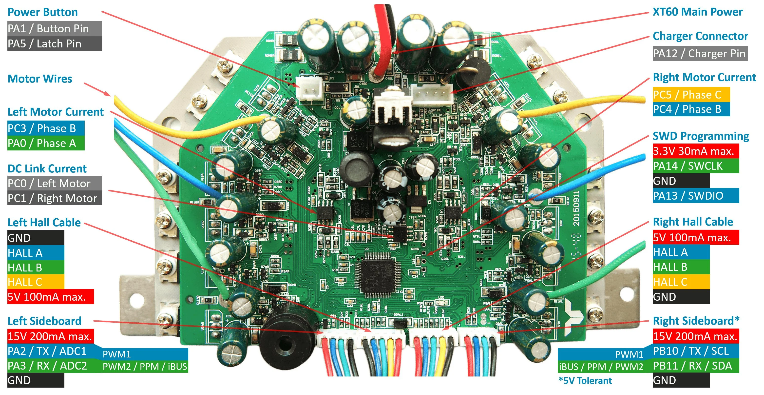 Power Button
PA1 / Button Pin
PA5 / Latch Pin
Motor Wires
Left Motor Current
PC3 / Phase B
PA0 / Phase A
DC Link Current
PC0 / Left Motor
PC1 / Right Motor
Left Hall Cable
GND
HALL A
HALL B
HALL C
5V 100mA max.
Left Sideboard
15V 200mA max.
PA2 / TX / ADC1 PWM1
PA3 / RX / ADC2 PWM2 / PPM / iBUS
GND
XT60 Main Power
Charger Connector
PA12 / Charger Pin
Right Motor Current
PC5 / Phase C
PC4 / Phase B
SWD Programming
3.3V 30mA max.
PA14 / SWCLK
GND
PA13 / SWDIO
Right Hall Cable
5V 100mA max.
HALL A
HALL B
HALL C
GND
Right Sideboard*
15V 200mA max.
PWM1 PB10 / TX / SCL
iBUS / PPM / PWM2 PB11 / RX / SDA
*5V Tolerant GND